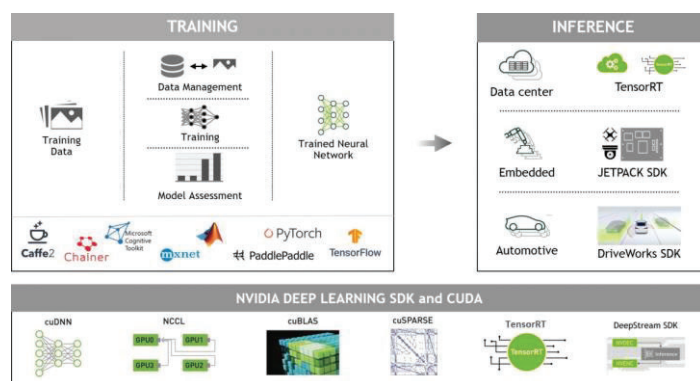 TRAINING
Data Management
Training
Data
Training
Trained Neural
Network
Model Assessment
Caffe2
Chainer
Microsoft
Cognitive
Toolkit
mxnet
PyTorch
PaddlePaddle
TensorFlow
INFERENCE
Data center
TensorRT
TensorRT
Embedded
JETPACK SDK
Automotive
DriveWorks SDK
NVIDIA DEEP LEARNING SDK and CUDA
cuDNN
NCCL
GPU0
GPU1
GPU3
GPU2
cuBLAS
cuSPARSE
TensorRT
TensorRT
DeepStream SDK
Inference